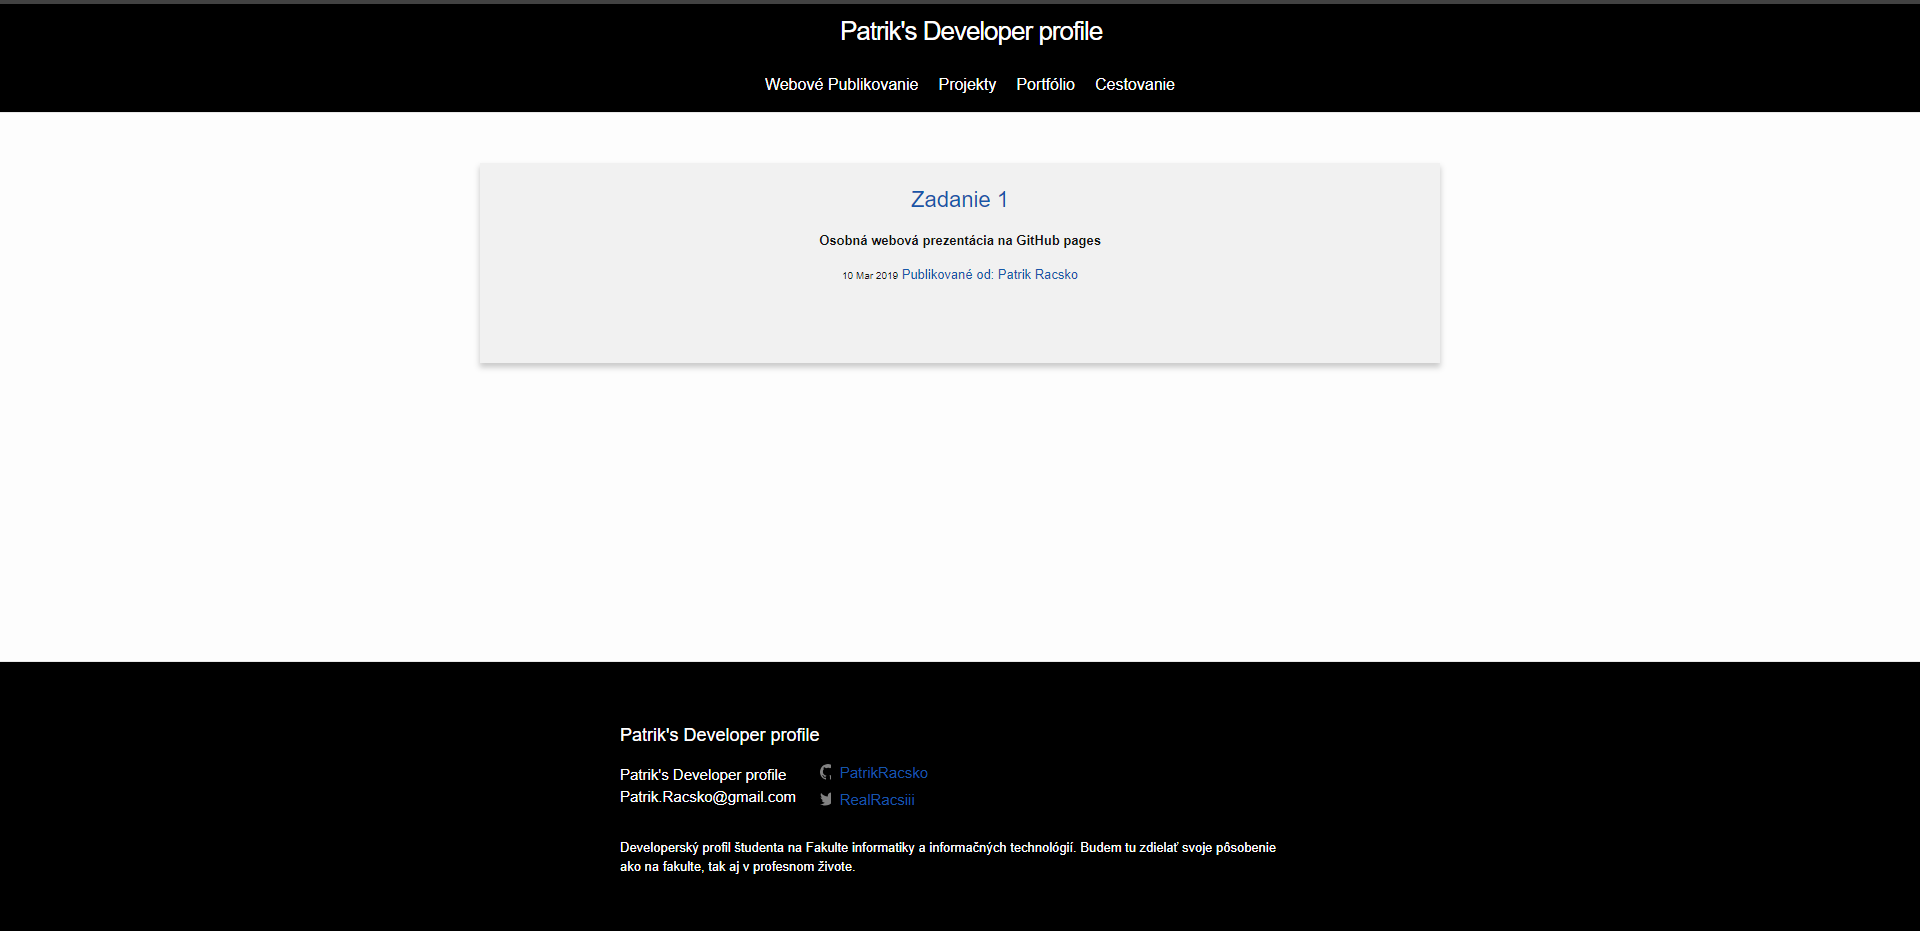 Patrik's Developer profile
Webové Publikovanie Projekty Portfólio Cestovanie
Zadanie 1
Osobná webová prezentácia na GitHub pages
10 Mar 2019 Publikované od: Patrik Racsko
Patrik's Developer profile
Patrik's Developer profile
Patrik.Racsko@gmail.com
PatrikRacsko
RealRacsiii
Developerský profil študenta na Fakulte informatiky a informačných technológií. Budem tu zdielať svoje pôsobenie
ako na fakulte, tak aj v profesnom živote.